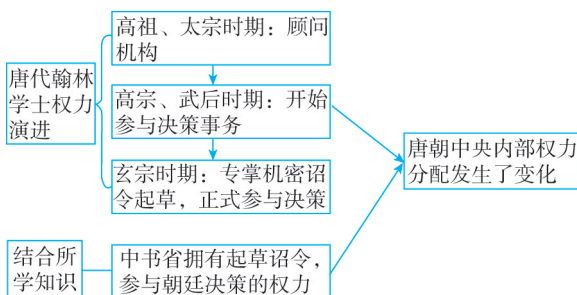 唐代翰林
学士权力
演进
高祖、太宗时期：顾问
机构
高宗、武后时期：开始
参与决策事务
玄宗时期：专掌机密诏
令起草，正式参与决策
唐朝中央内部权力
分配发生了变化
结合所
学知识
中书省拥有起草诏令，
参与朝廷决策的权力